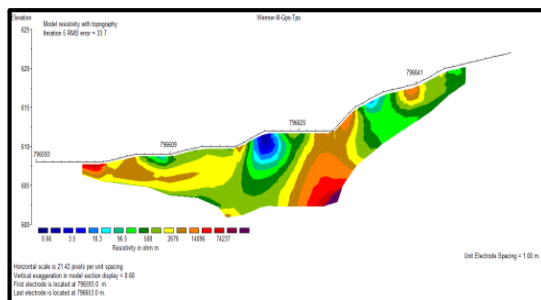 Elevation
Wenner-III-Gps-Tpo
Model resistivity with topography
Iteration 5 RMS error = 33.7
625
620
615
610
605
600
796593
796609
796625
796641
0.66 3.5 18.3 96.5 508 2676 14096 74237
Resistivity in ohm m
Unit Electrode Spacing = 1.00 m.
Horizontal scale is 21.42 pixels per unit spacing
Vertical exaggeration in model section display = 0.68
First electrode is located at 796593.0 m.
Last electrode is located at 796653.0 m.